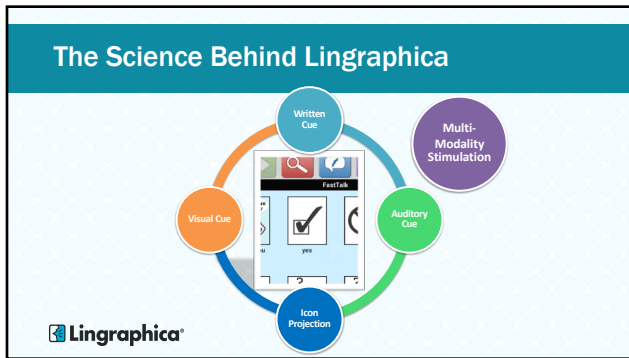 The Science Behind Lingraphica
Written
Cue
Multi-
Modality
Stimulation
FastTalk
Visual Cue
yes
Auditory
Cue
Icon
Projection
Lingraphica®